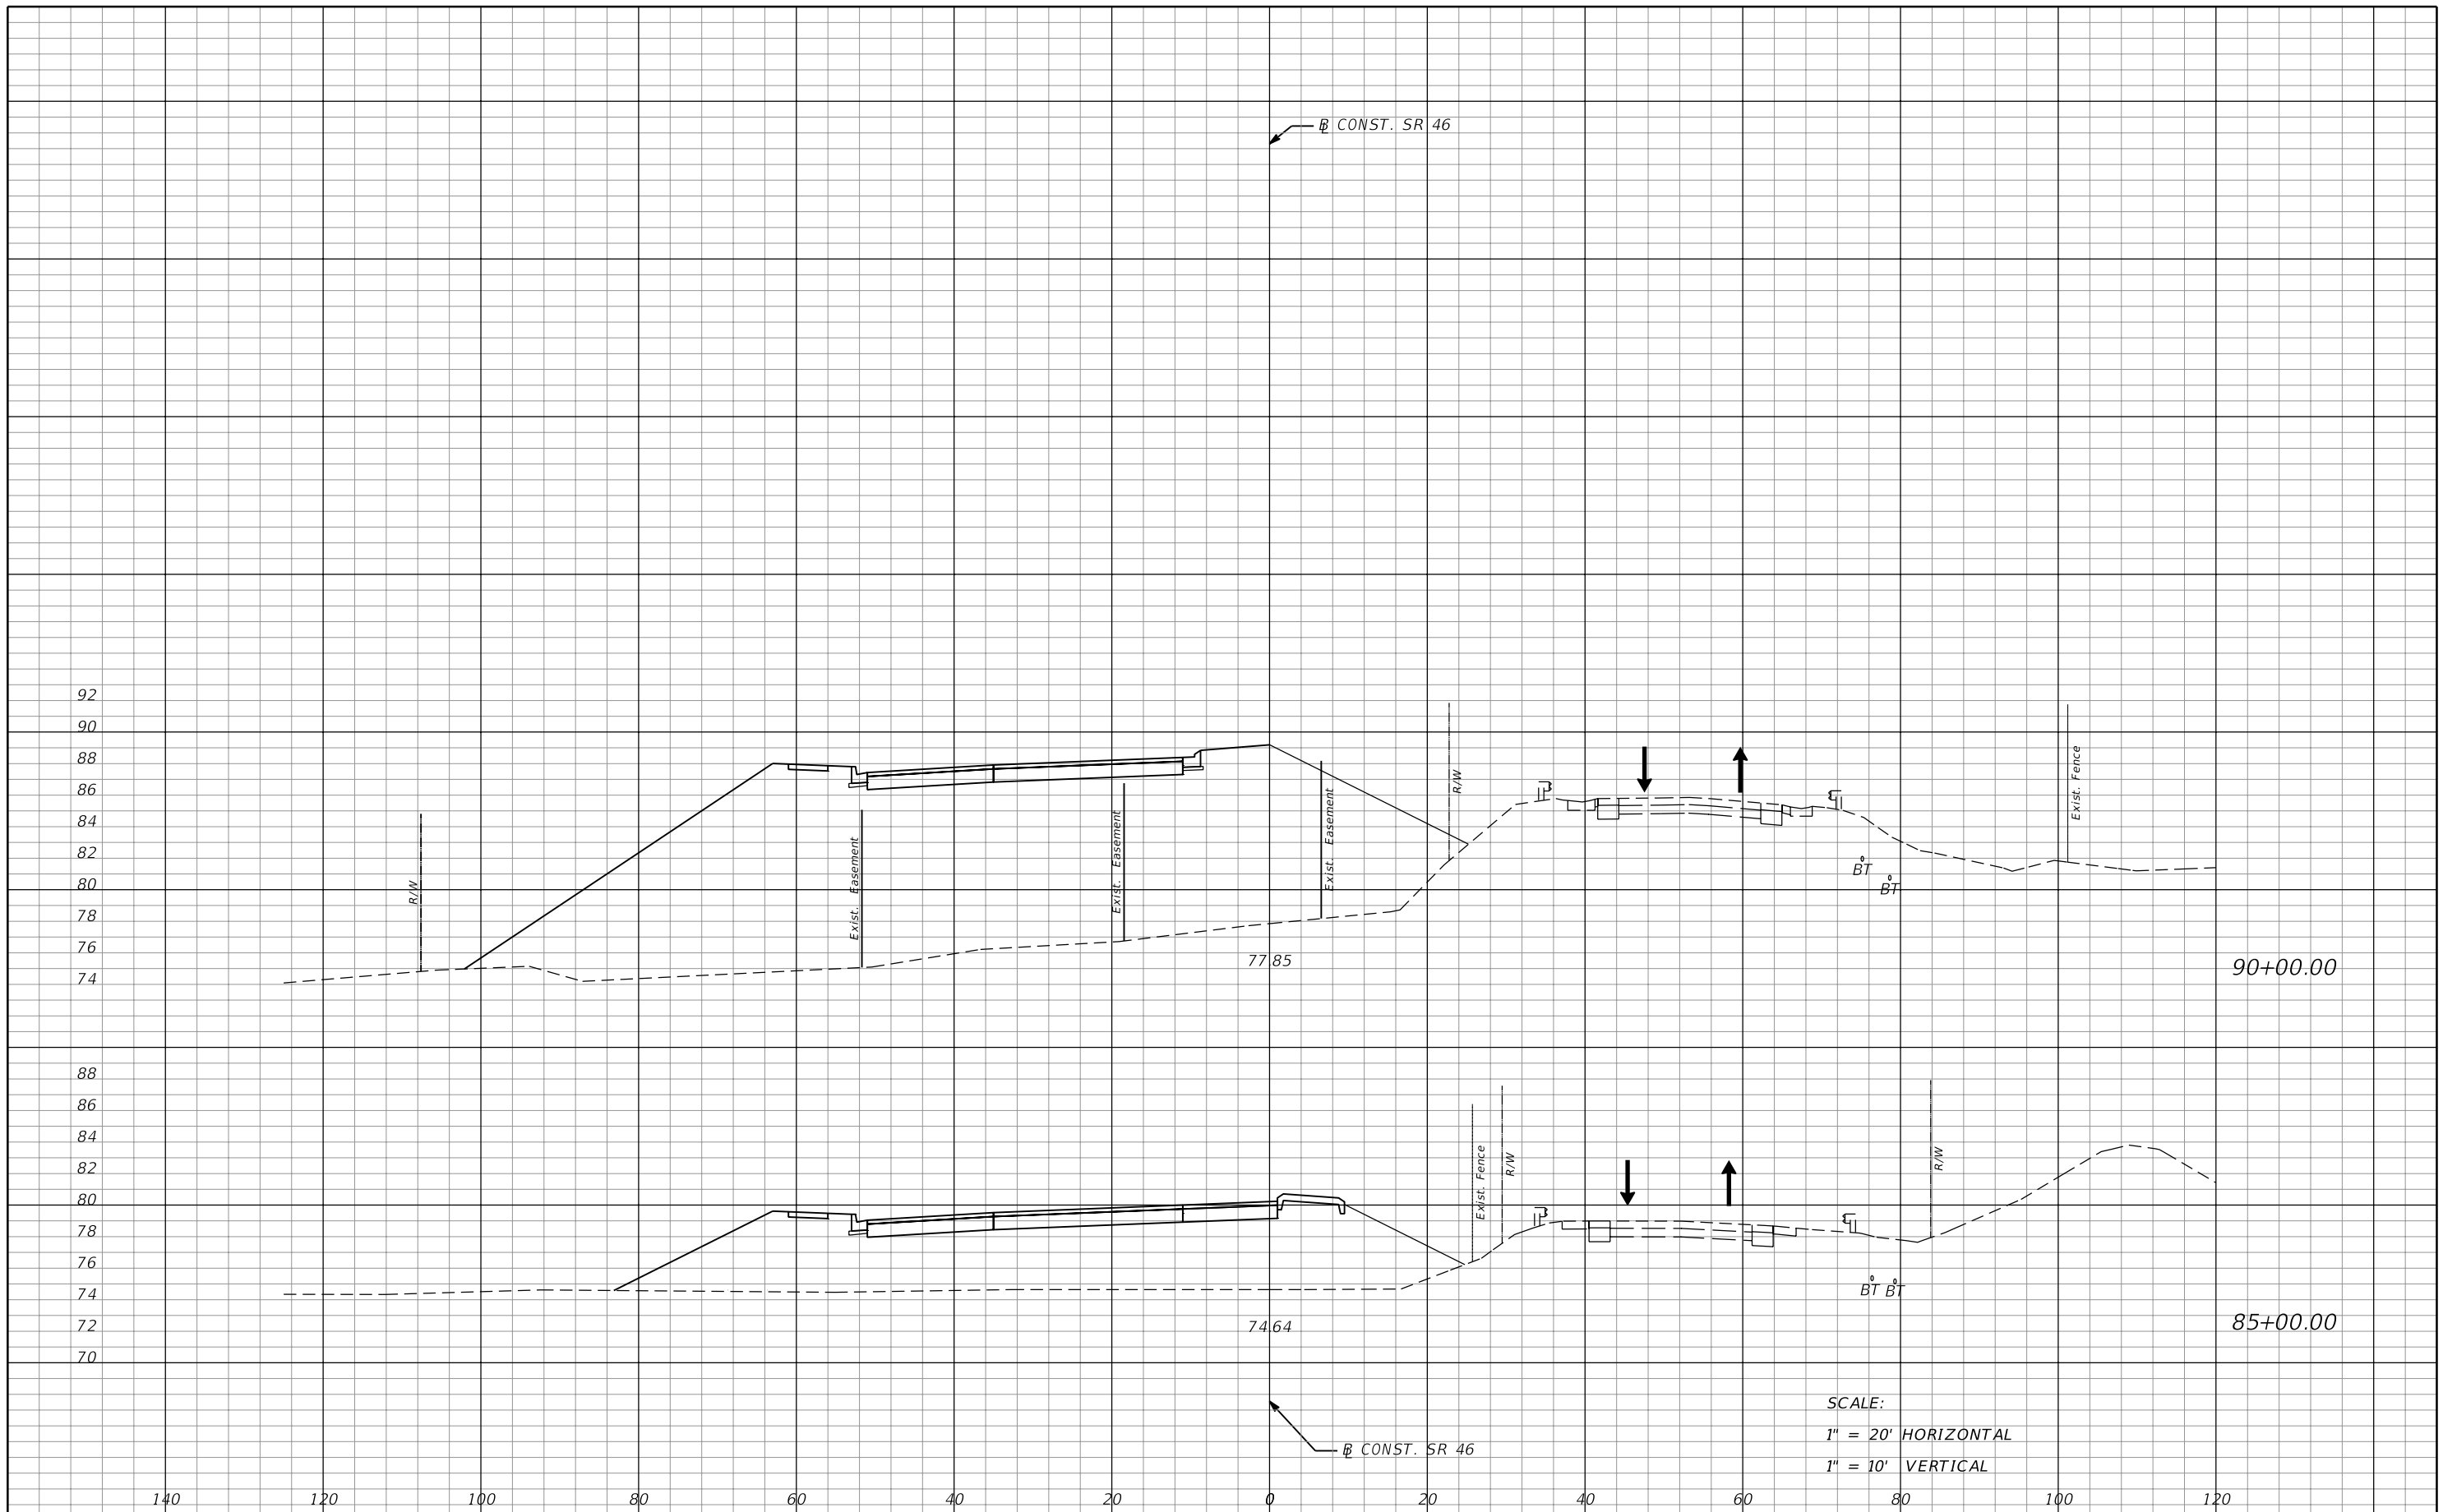 BL CONST. SR 46
92
90
88
86
84
82
80
78
76
74
R/W
Exist. Easement
Exist. Easement
Exist. Easement
R/W
Exist. Fence
BT
BT
77.85
90+00.00
88
86
84
82
80
78
76
74
72
70
Exist. Fence
R/W
R/W
BT BT
74.64
85+00.00
BL CONST. SR 46
SCALE:
1" = 20' HORIZONTAL
1" = 10' VERTICAL
140 120 100 80 60 40 20 0 20 40 60 80 100 120